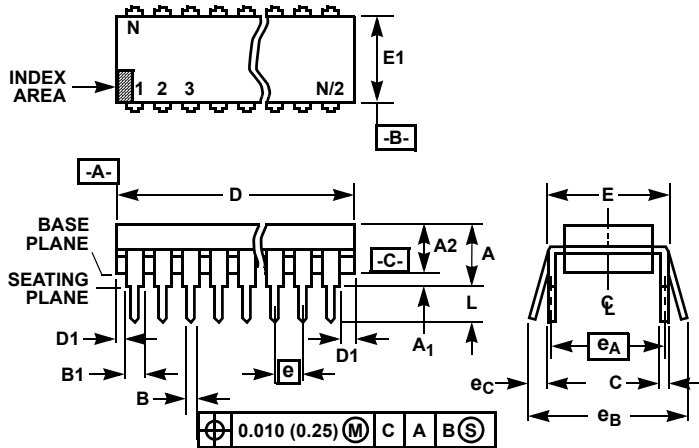 N
E1
INDEX
AREA
1 2 3 N/2
-B-
-A-
D
E
BASE
PLANE
A2
A
-C-
SEATING
PLANE
L
℄
D1
A1
D1
eA
B1
e
eC
C
B
eB
⌖ 0.010 (0.25) Ⓜ C A B Ⓢ